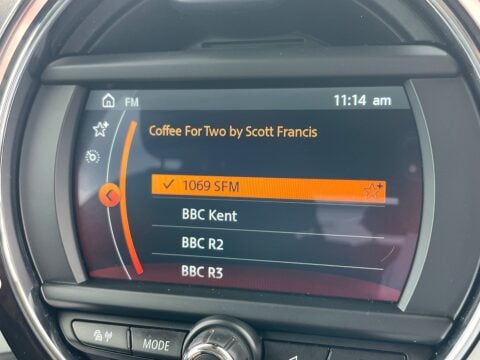 FM
11:14 am
Coffee For Two by Scott Francis
1069 SFM
BBC Kent
BBC R2
BBC R3
MODE